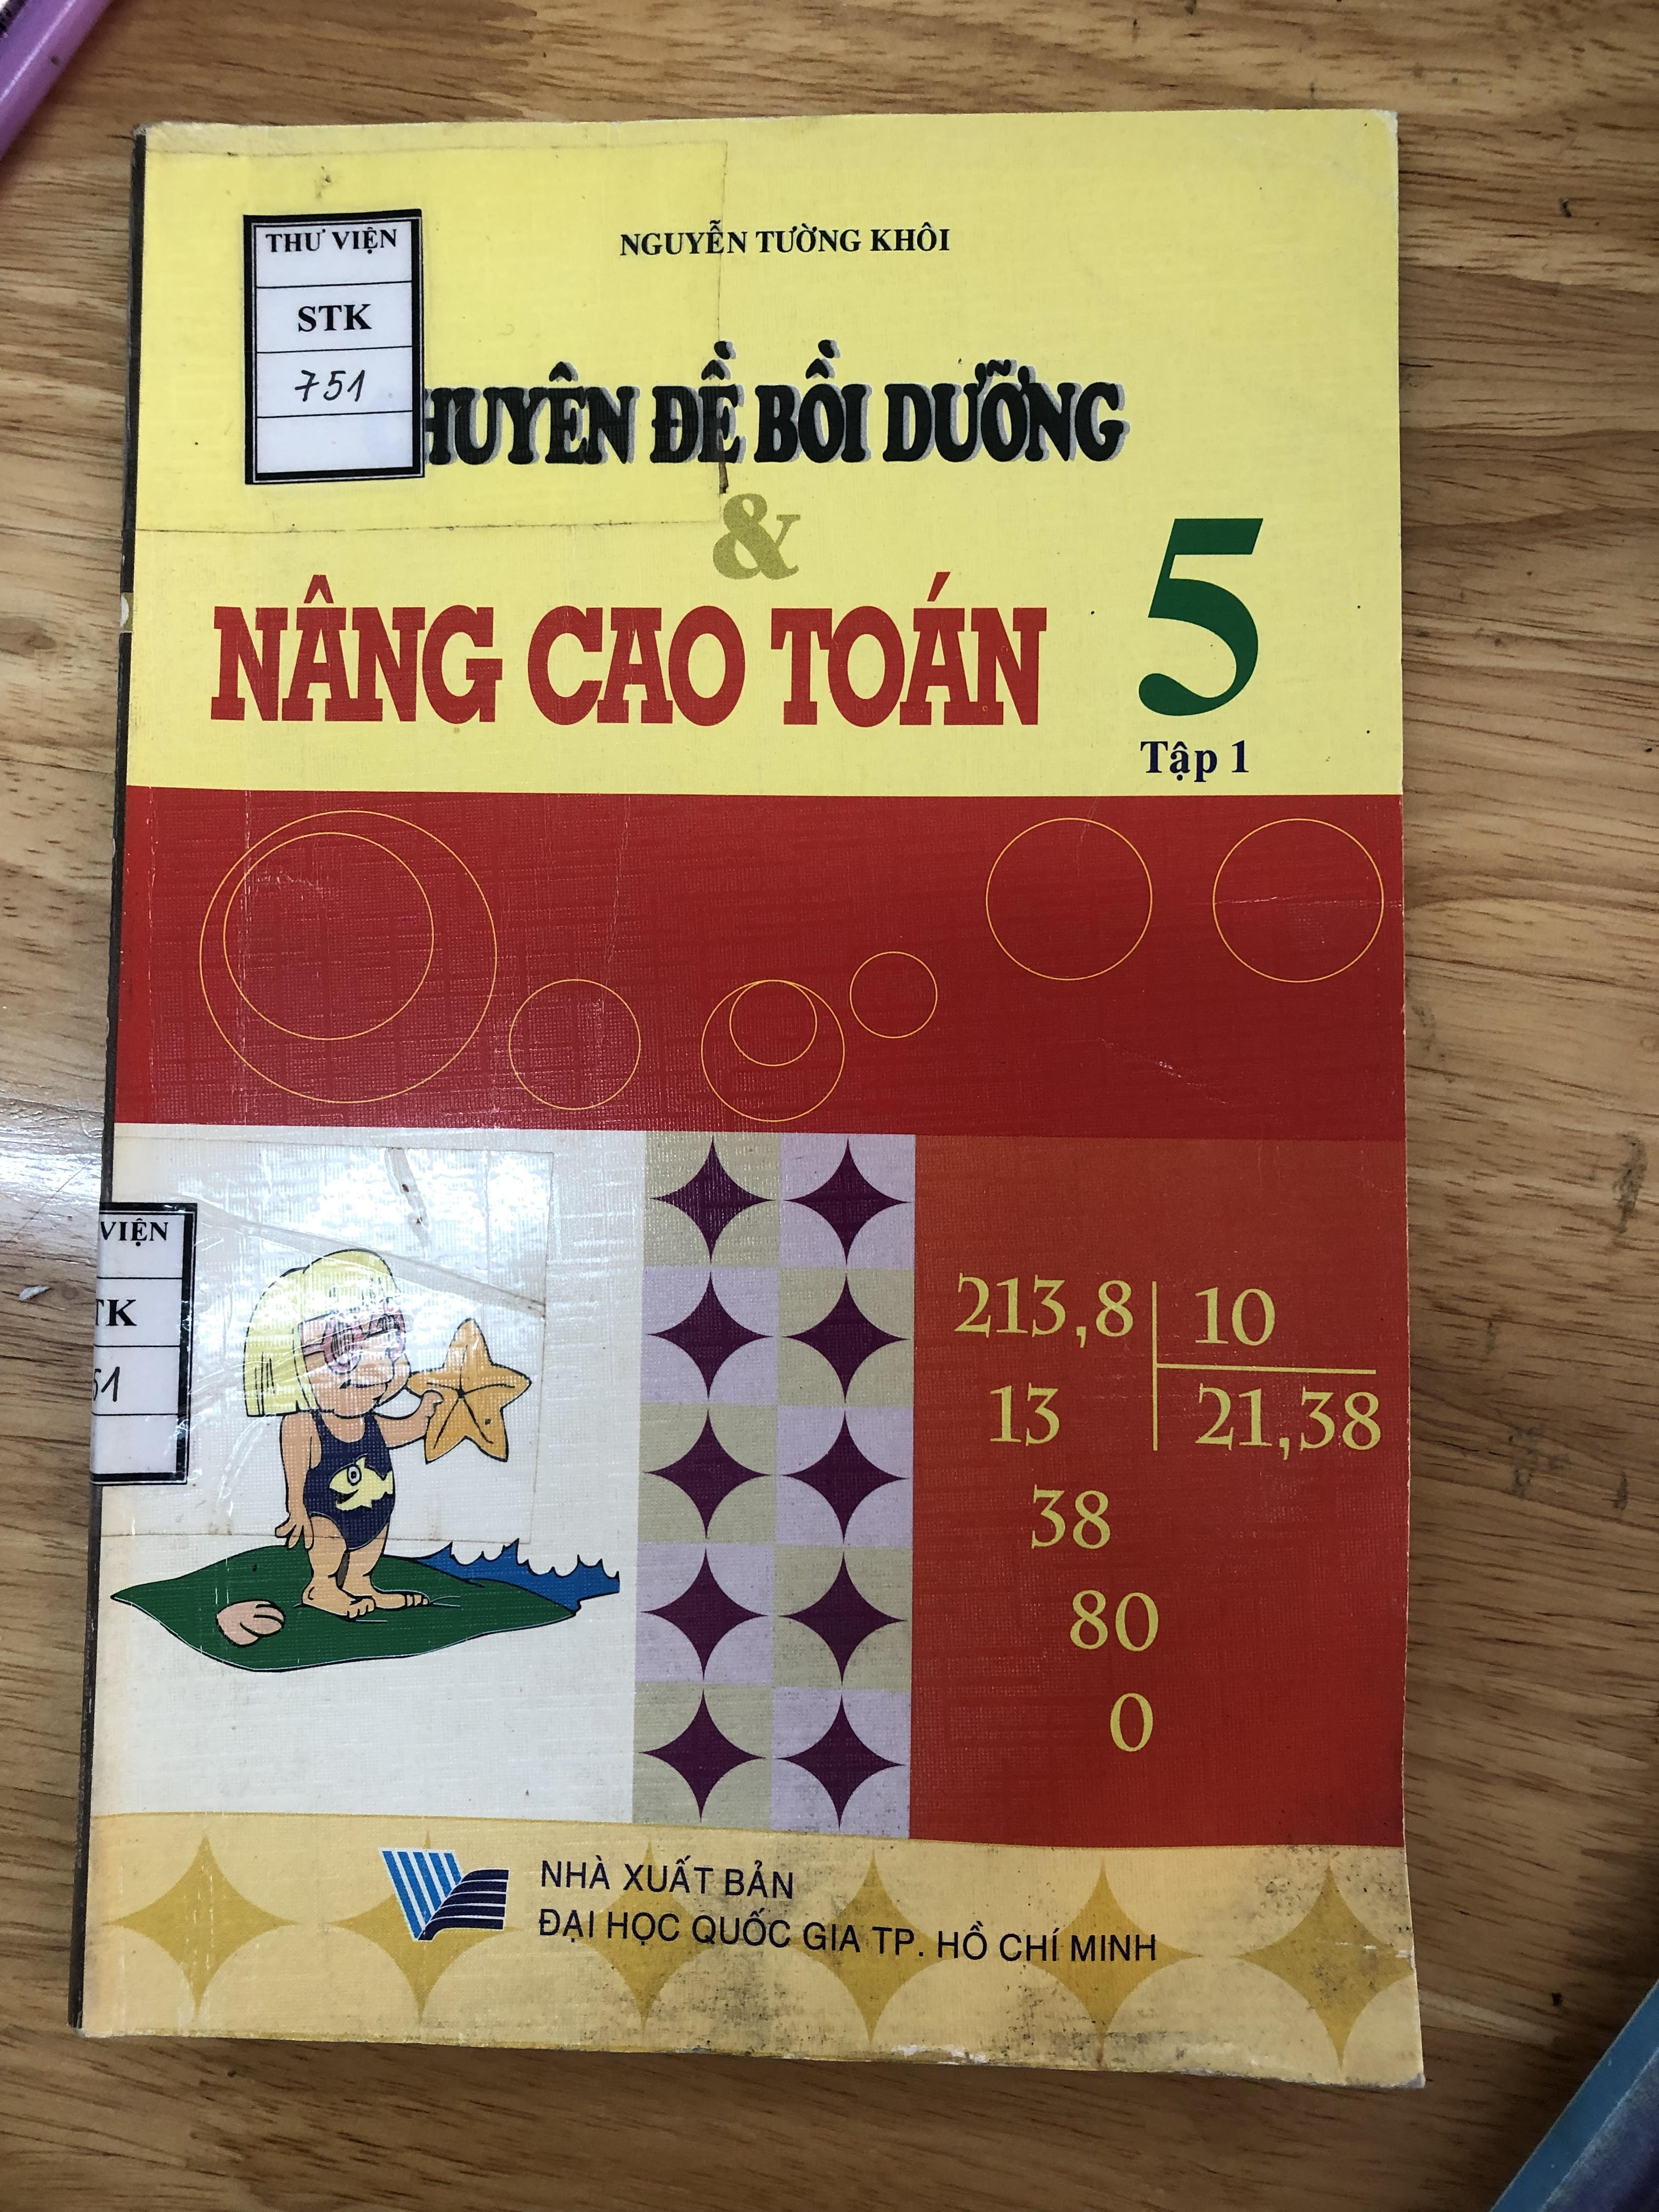 THƯ VIỆN
STK
751
NGUYỄN TƯỜNG KHÔI
HUYÊN ĐỀ BỒI DƯỠNG
&
NÂNG CAO TOÁN 5
Tập 1
VIỆN
TK
51
213,8 10
13 21,38
38
80
0
NHÀ XUẤT BẢN
ĐẠI HỌC QUỐC GIA TP. HỒ CHÍ MINH